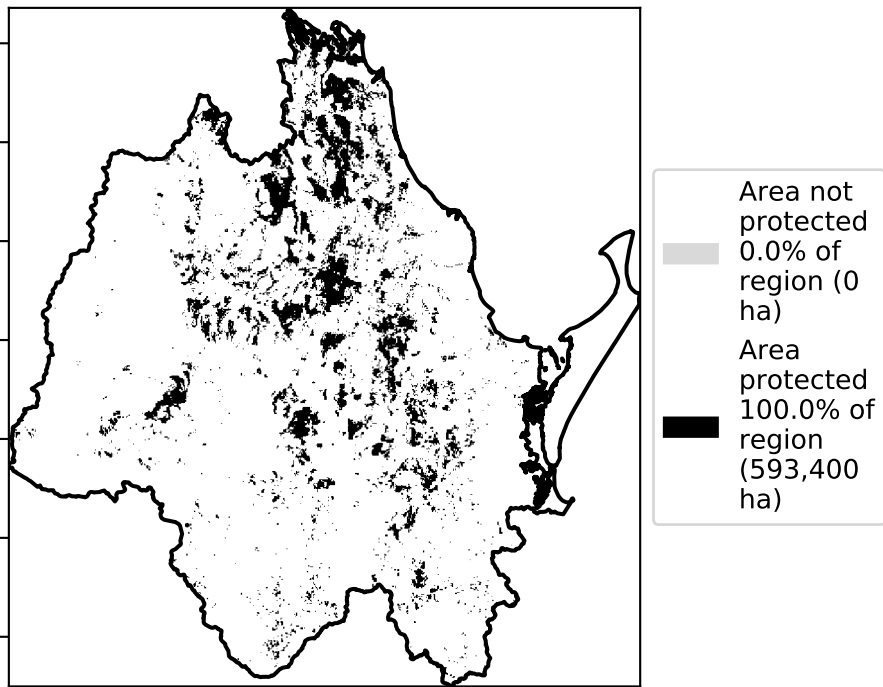 Area not
protected
0.0% of
region (0
ha)
Area
protected
100.0% of
region
(593,400
ha)